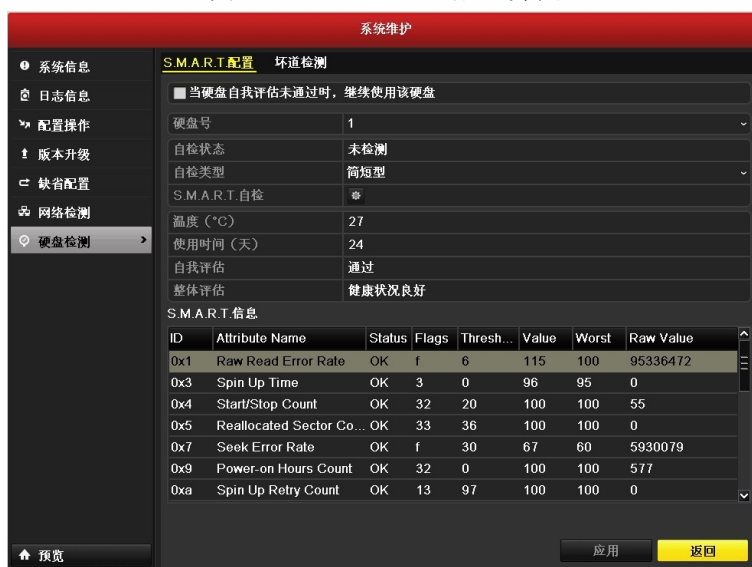 系统维护
系统信息
日志信息
配置操作
版本升级
缺省配置
网络检测
硬盘检测
预览
S.M.A.R.T.配置 坏道检测
当硬盘自我评估未通过时，继续使用该硬盘
硬盘号 1
自检状态 未检测
自检类型 简短型
S.M.A.R.T.自检
温度（°C） 27
使用时间（天） 24
自我评估 通过
整体评估 健康状况良好
S.M.A.R.T.信息
ID Attribute Name Status Flags Thresh... Value Worst Raw Value
0x1 Raw Read Error Rate OK f 6 115 100 95336472
0x3 Spin Up Time OK 3 0 96 95 0
0x4 Start/Stop Count OK 32 20 100 100 55
0x5 Reallocated Sector Co... OK 33 36 100 100 0
0x7 Seek Error Rate OK f 30 67 60 5930079
0x9 Power-on Hours Count OK 32 0 100 100 577
0xa Spin Up Retry Count OK 13 97 100 100 0
应用 返回